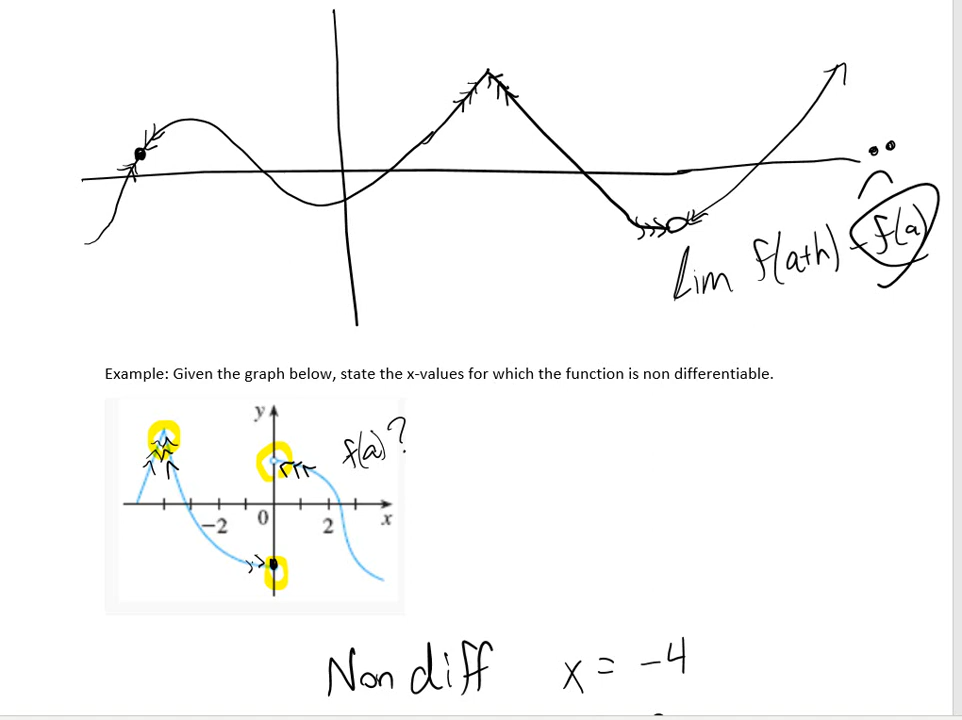 Lim f(a+h) - f(a)
Example: Given the graph below, state the x-values for which the function is non differentiable.
y
f(a)?
-2 0 2 x
Non diff x = -4